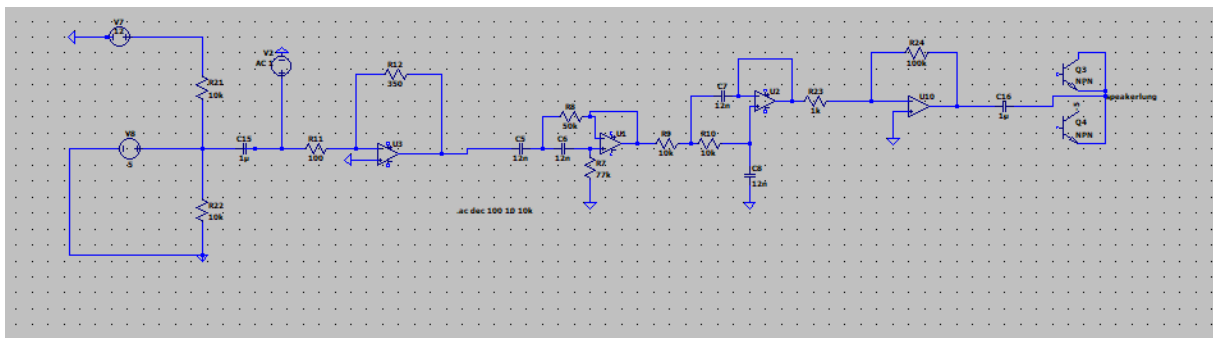 V7
12
R21
10k
V8
-5
R22
10k
C15
1µ
V2
AC 1
R11
100
R12
350
U3
.ac dec 100 10 10k
C5
12n
C6
12n
R8
50k
U1
R7
77k
R9
10k
R10
10k
C7
12n
U2
C8
12n
R23
1k
R24
100k
U10
C16
1µ
Q3
NPN
Q4
NPN
speakerlung